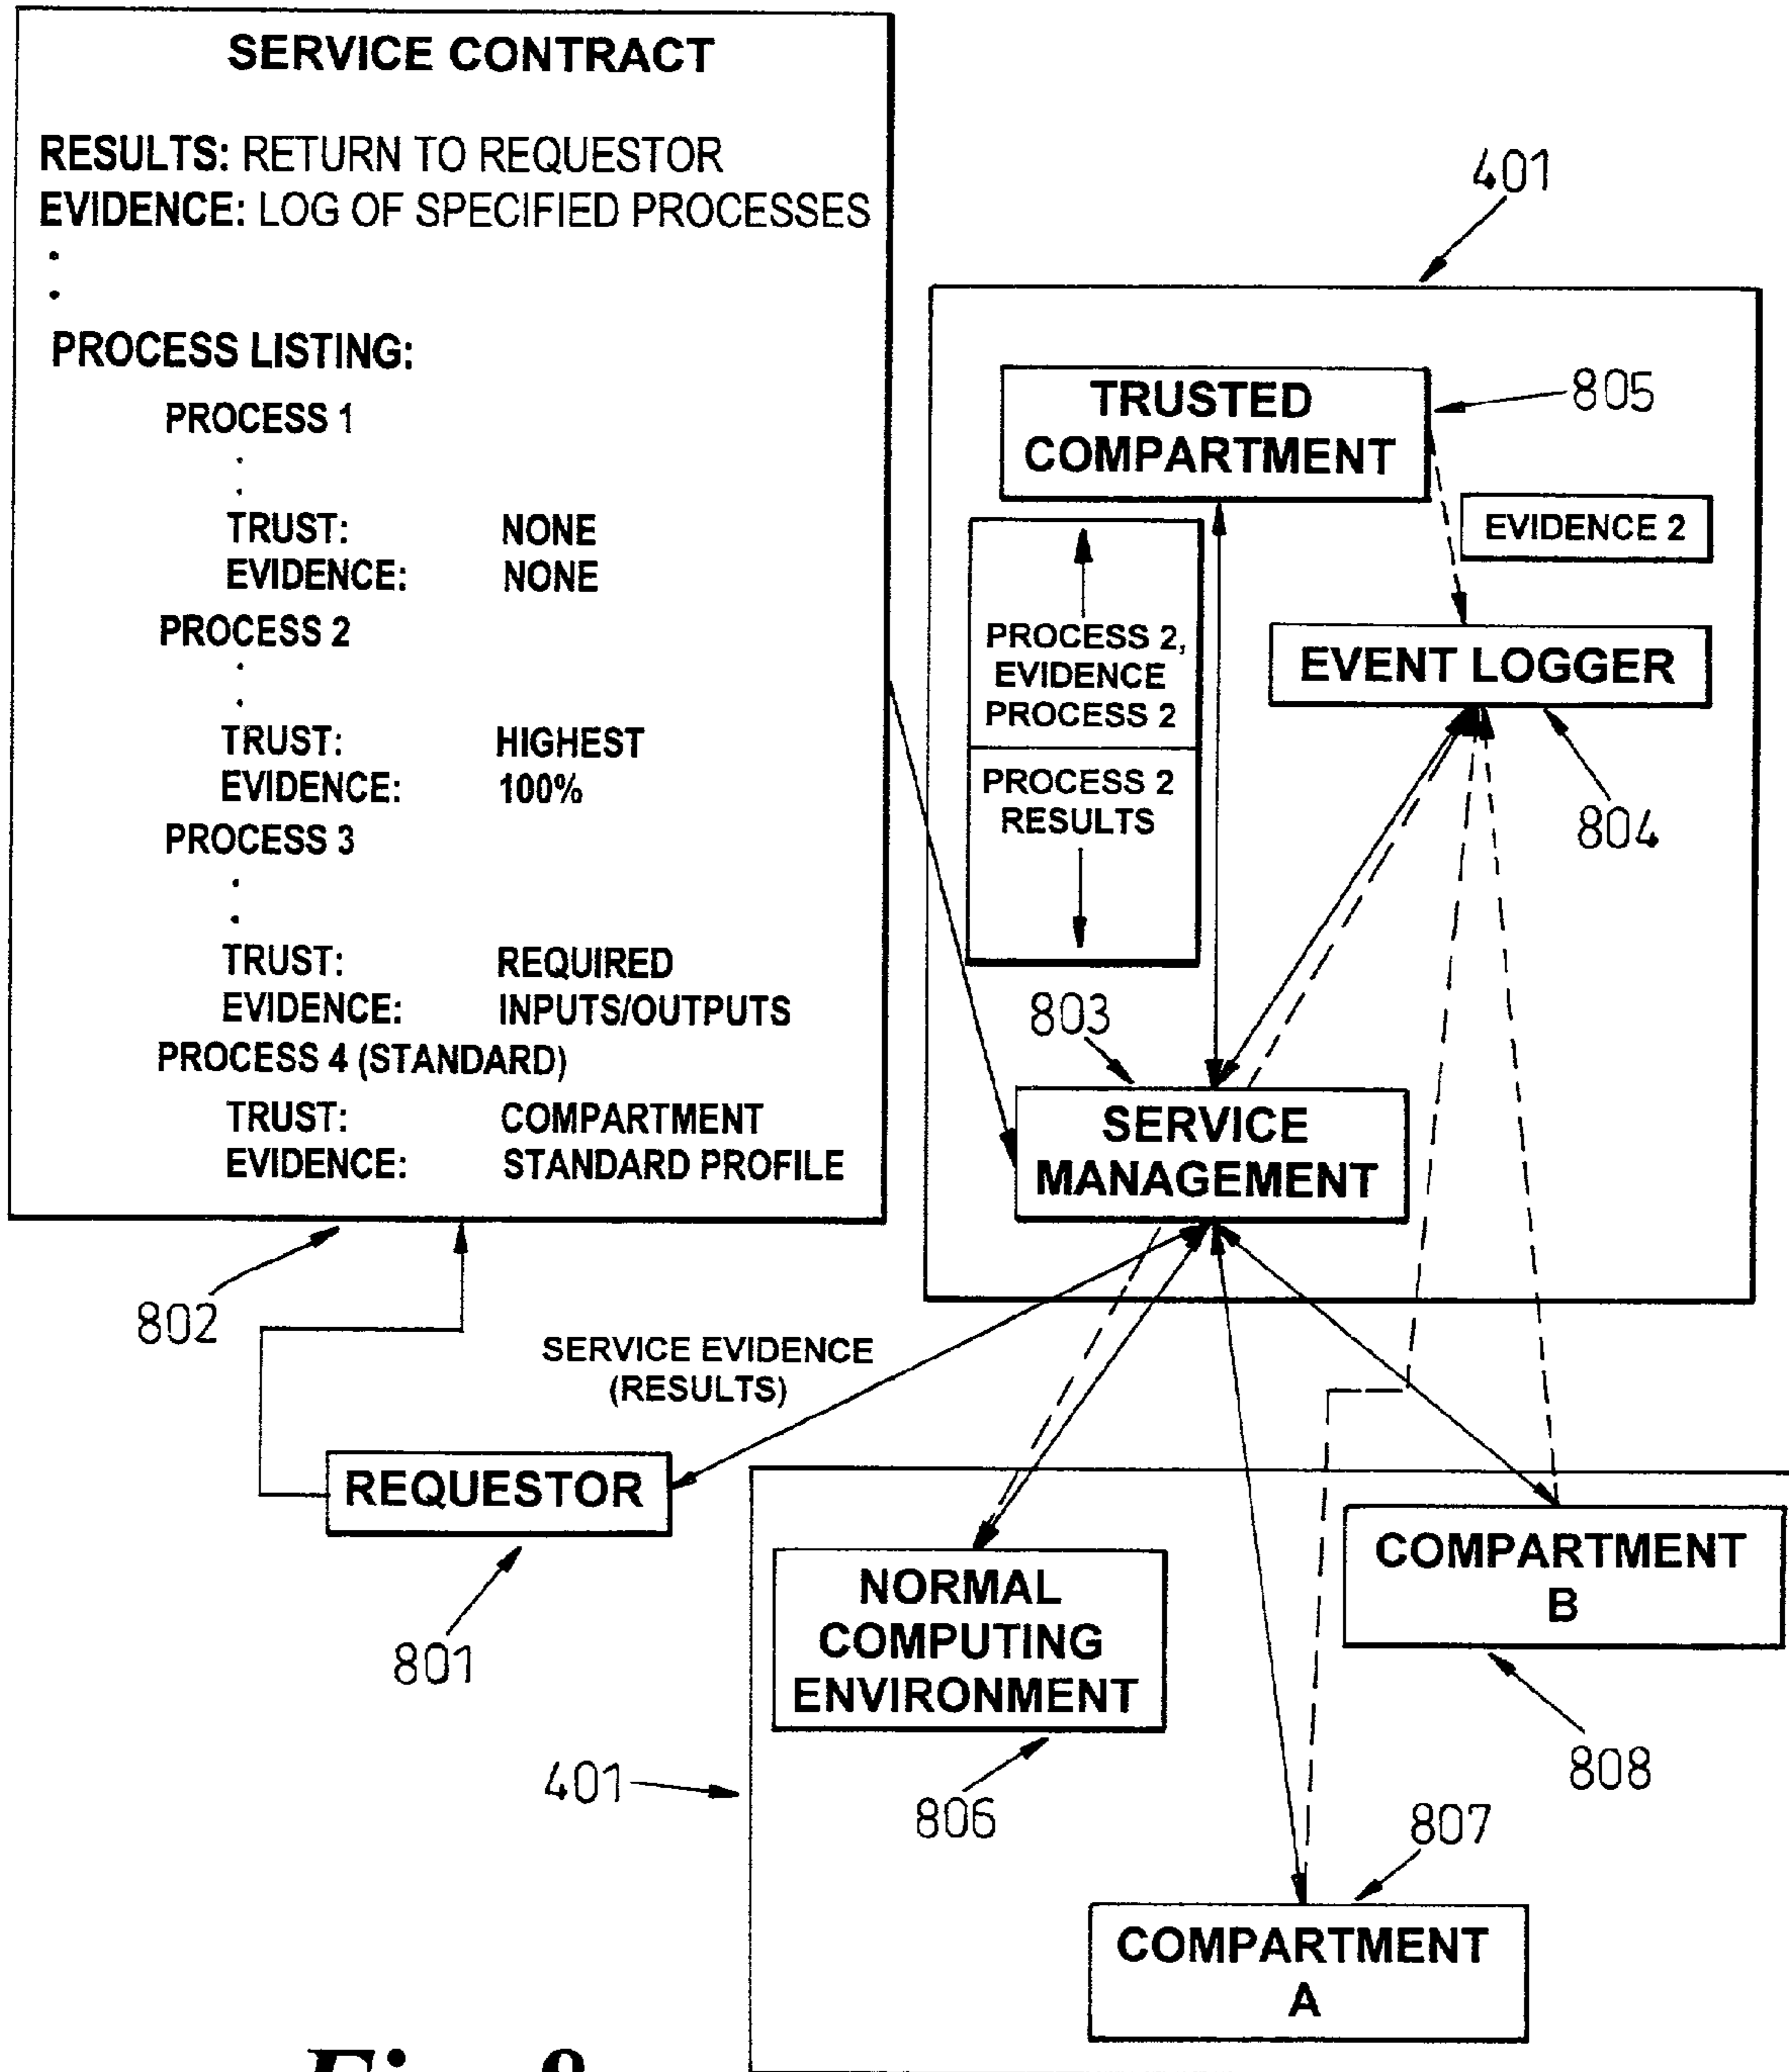 SERVICE CONTRACT
RESULTS: RETURN TO REQUESTOR
EVIDENCE: LOG OF SPECIFIED PROCESSES
.
.
PROCESS LISTING:
PROCESS 1
.
.
TRUST: NONE
EVIDENCE: NONE
PROCESS 2
.
.
TRUST: HIGHEST
EVIDENCE: 100%
PROCESS 3
.
.
TRUST: REQUIRED
EVIDENCE: INPUTS/OUTPUTS
PROCESS 4 (STANDARD)
TRUST: COMPARTMENT
EVIDENCE: STANDARD PROFILE
802
401
TRUSTED
COMPARTMENT
805
EVIDENCE 2
PROCESS 2,
EVIDENCE
PROCESS 2
PROCESS 2
RESULTS
EVENT LOGGER
804
803
SERVICE
MANAGEMENT
SERVICE EVIDENCE
(RESULTS)
REQUESTOR
801
401
NORMAL
COMPUTING
ENVIRONMENT
806
COMPARTMENT
B
808
807
COMPARTMENT
A